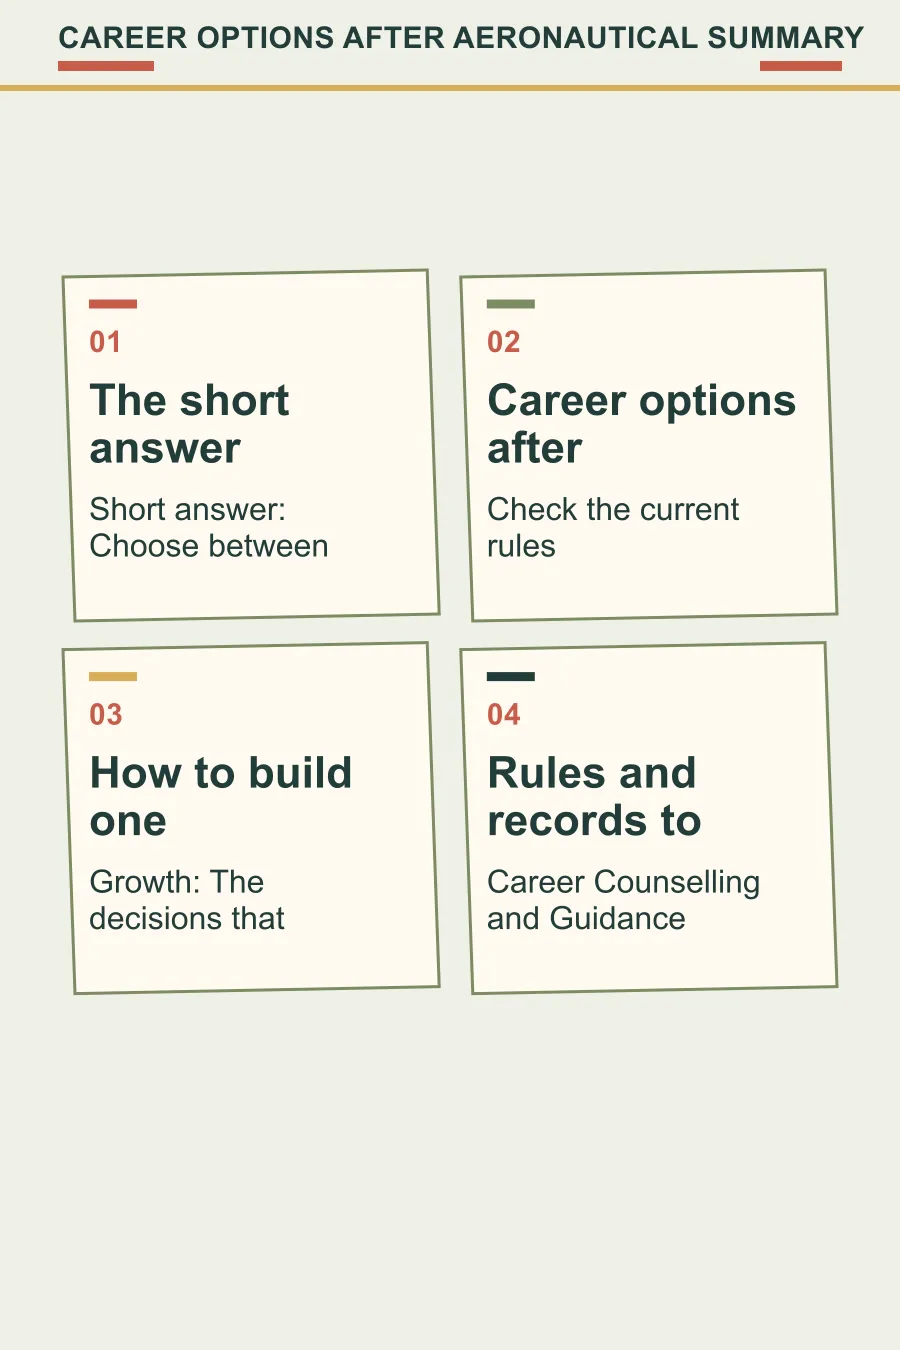 CAREER OPTIONS AFTER AERONAUTICAL SUMMARY
01
The short
answer
Short answer:
Choose between
02
Career options
after
Check the current
rules
03
How to build
one
Growth: The
decisions that
04
Rules and
records to
Career Counselling
and Guidance